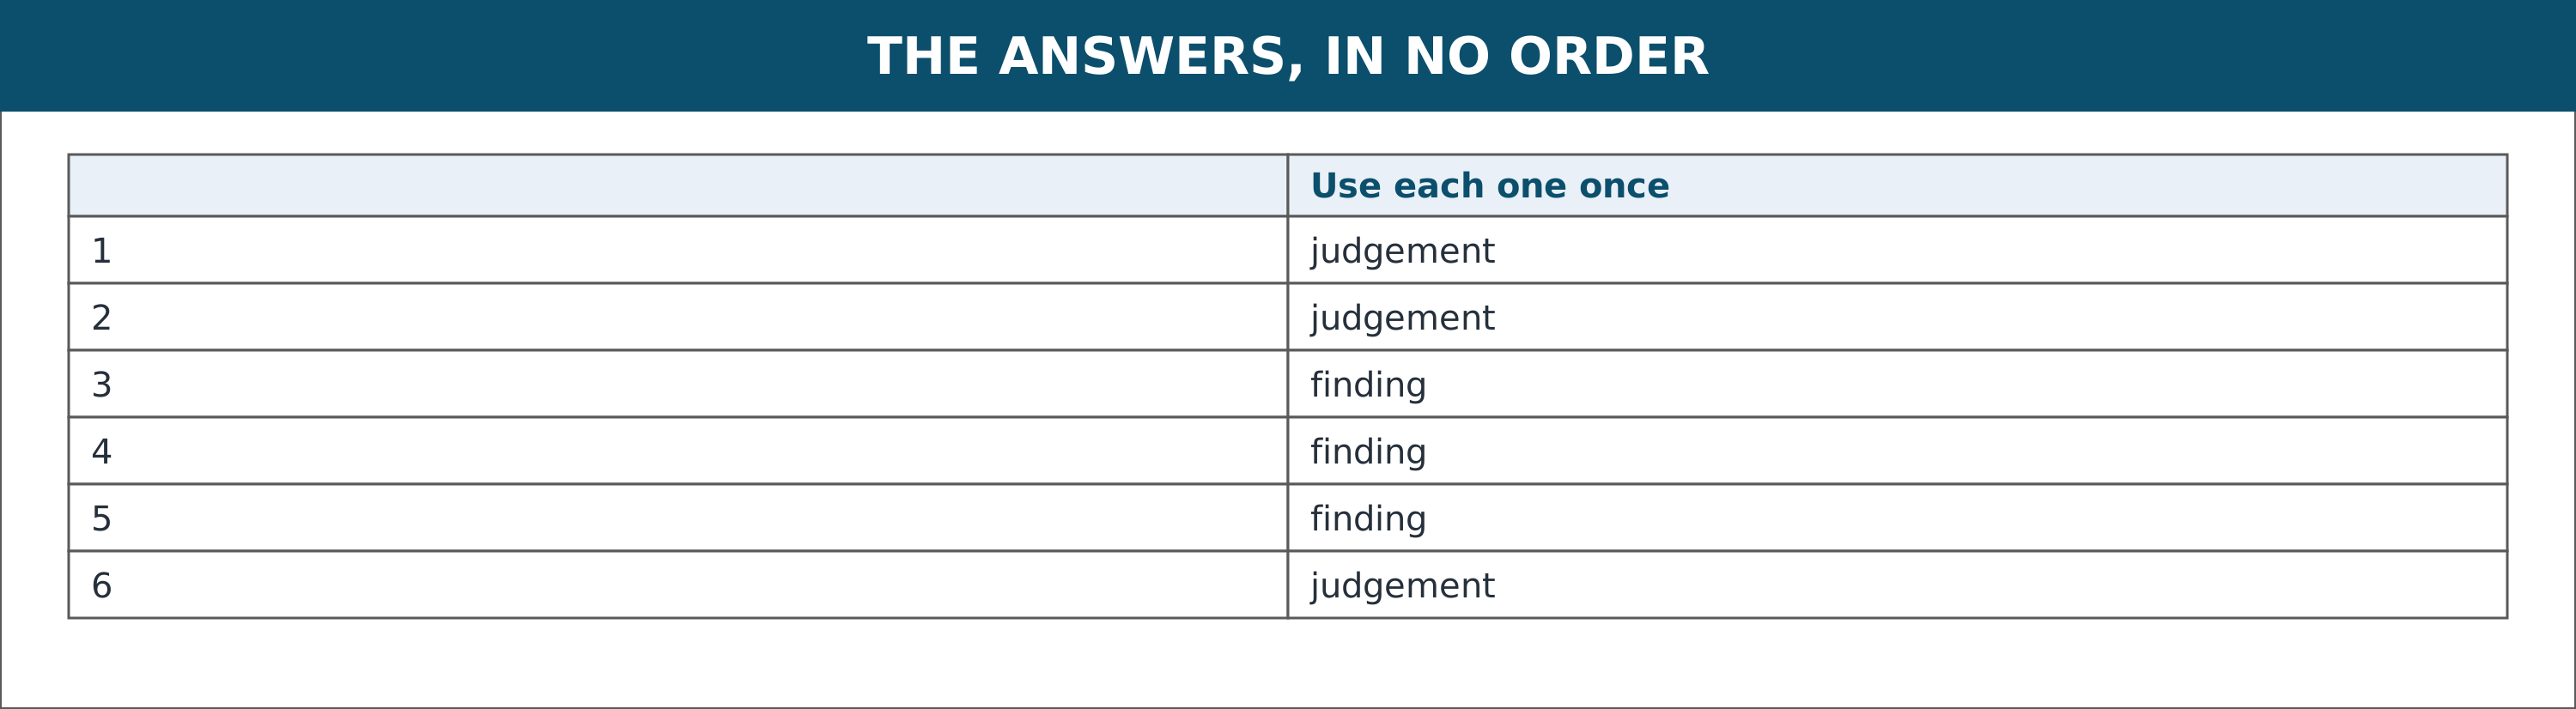 THE ANSWERS, IN NO ORDER
Use each one once
1 judgement
2 judgement
3 finding
4 finding
5 finding
6 judgement